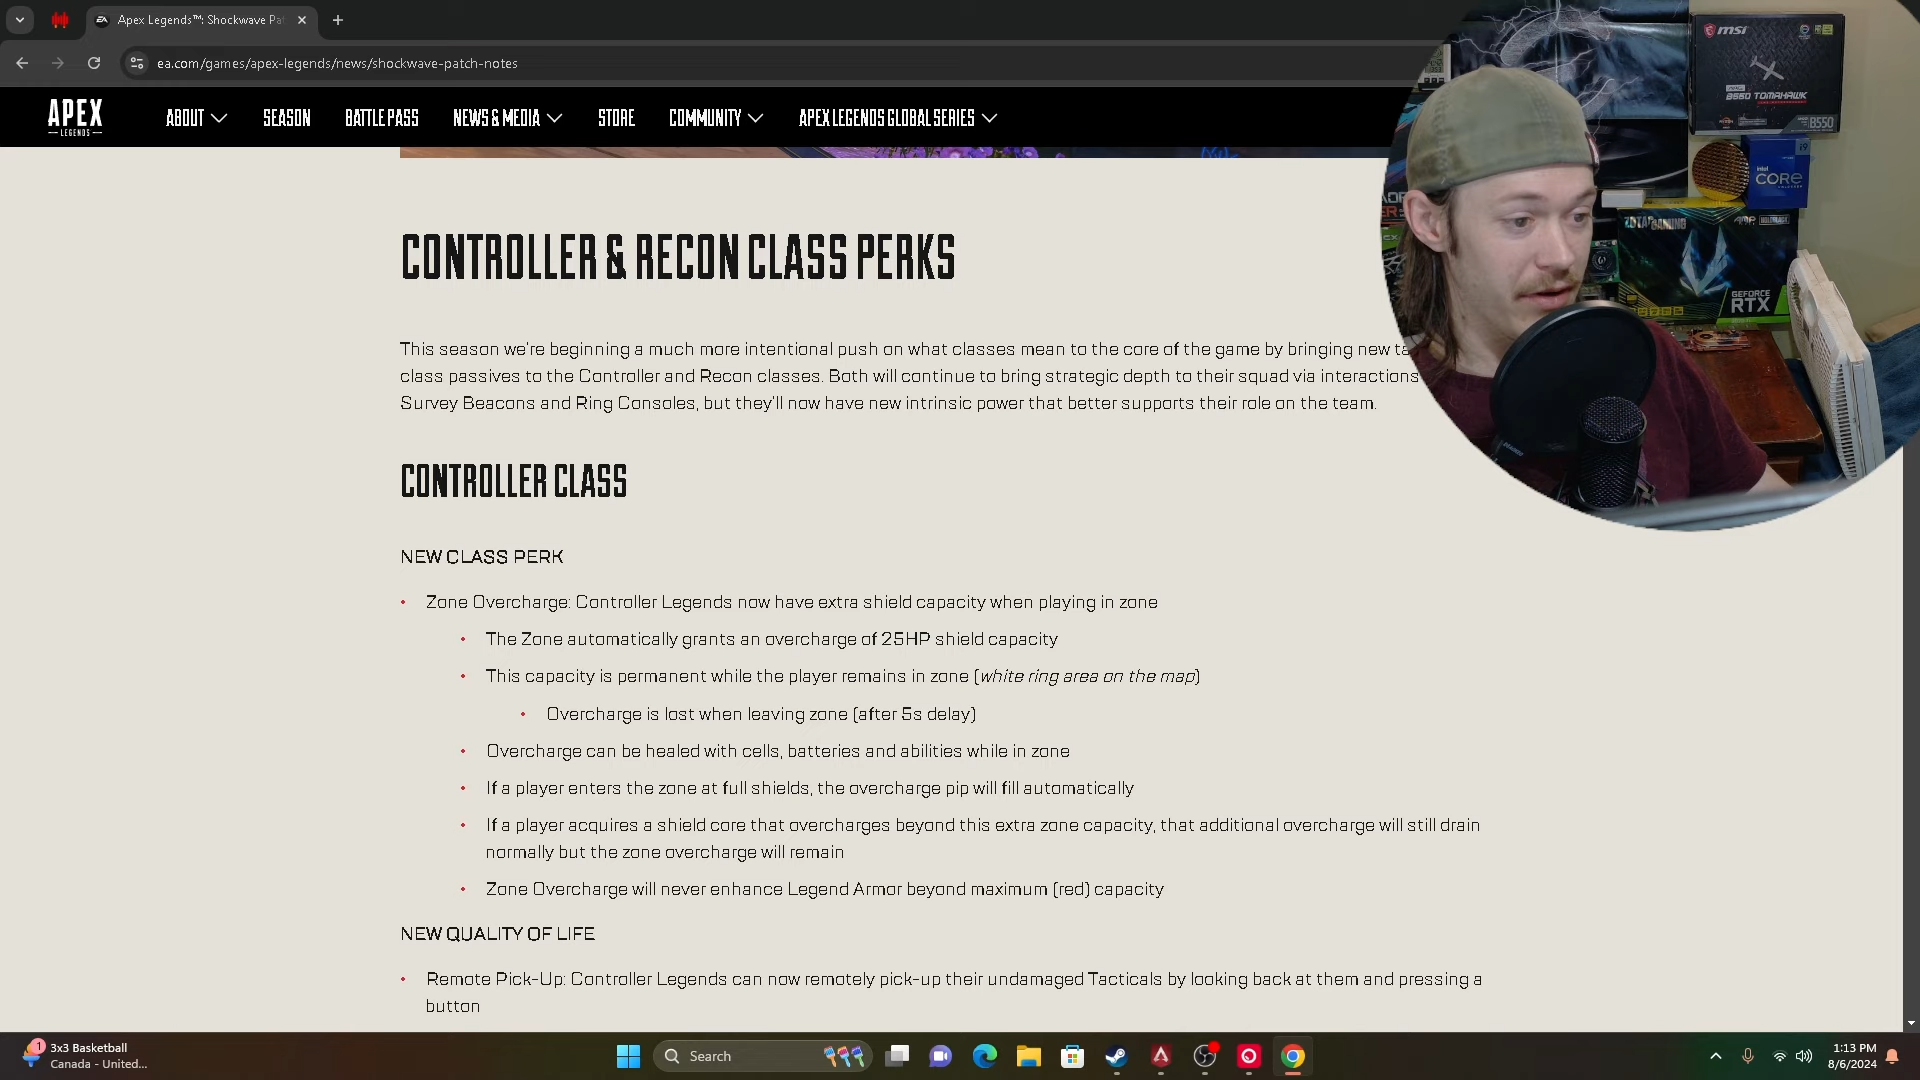 Apex Legends™: Shockwave Pa
ea.com/games/apex-legends/news/shockwave-patch-notes
APEX
LEGENDS
ABOUT
SEASON
BATTLE PASS
NEWS & MEDIA
STORE
COMMUNITY
APEX LEGENDS GLOBAL SERIES
msi
B550 TOMAHAWK
B550
i9
intel
CORE
ZOTAC GAMING
AMP
HOLOBLACK
GEFORCE
RTX
CONTROLLER & RECON CLASS PERKS
This season we're beginning a much more intentional push on what classes mean to the core of the game by bringing new ta
class passives to the Controller and Recon classes. Both will continue to bring strategic depth to their squad via interactions
Survey Beacons and Ring Consoles, but they'll now have new intrinsic power that better supports their role on the team.
CONTROLLER CLASS
NEW CLASS PERK
• Zone Overcharge: Controller Legends now have extra shield capacity when playing in zone
• The Zone automatically grants an overcharge of 25HP shield capacity
• This capacity is permanent while the player remains in zone (white ring area on the map)
• Overcharge is lost when leaving zone (after 5s delay)
• Overcharge can be healed with cells, batteries and abilities while in zone
• If a player enters the zone at full shields, the overcharge pip will fill automatically
• If a player acquires a shield core that overcharges beyond this extra zone capacity, that additional overcharge will still drain
normally but the zone overcharge will remain
• Zone Overcharge will never enhance Legend Armor beyond maximum (red) capacity
NEW QUALITY OF LIFE
• Remote Pick-Up: Controller Legends can now remotely pick-up their undamaged Tacticals by looking back at them and pressing a
button
1
3x3 Basketball
Canada - United...
Search
1:13 PM
8/6/2024